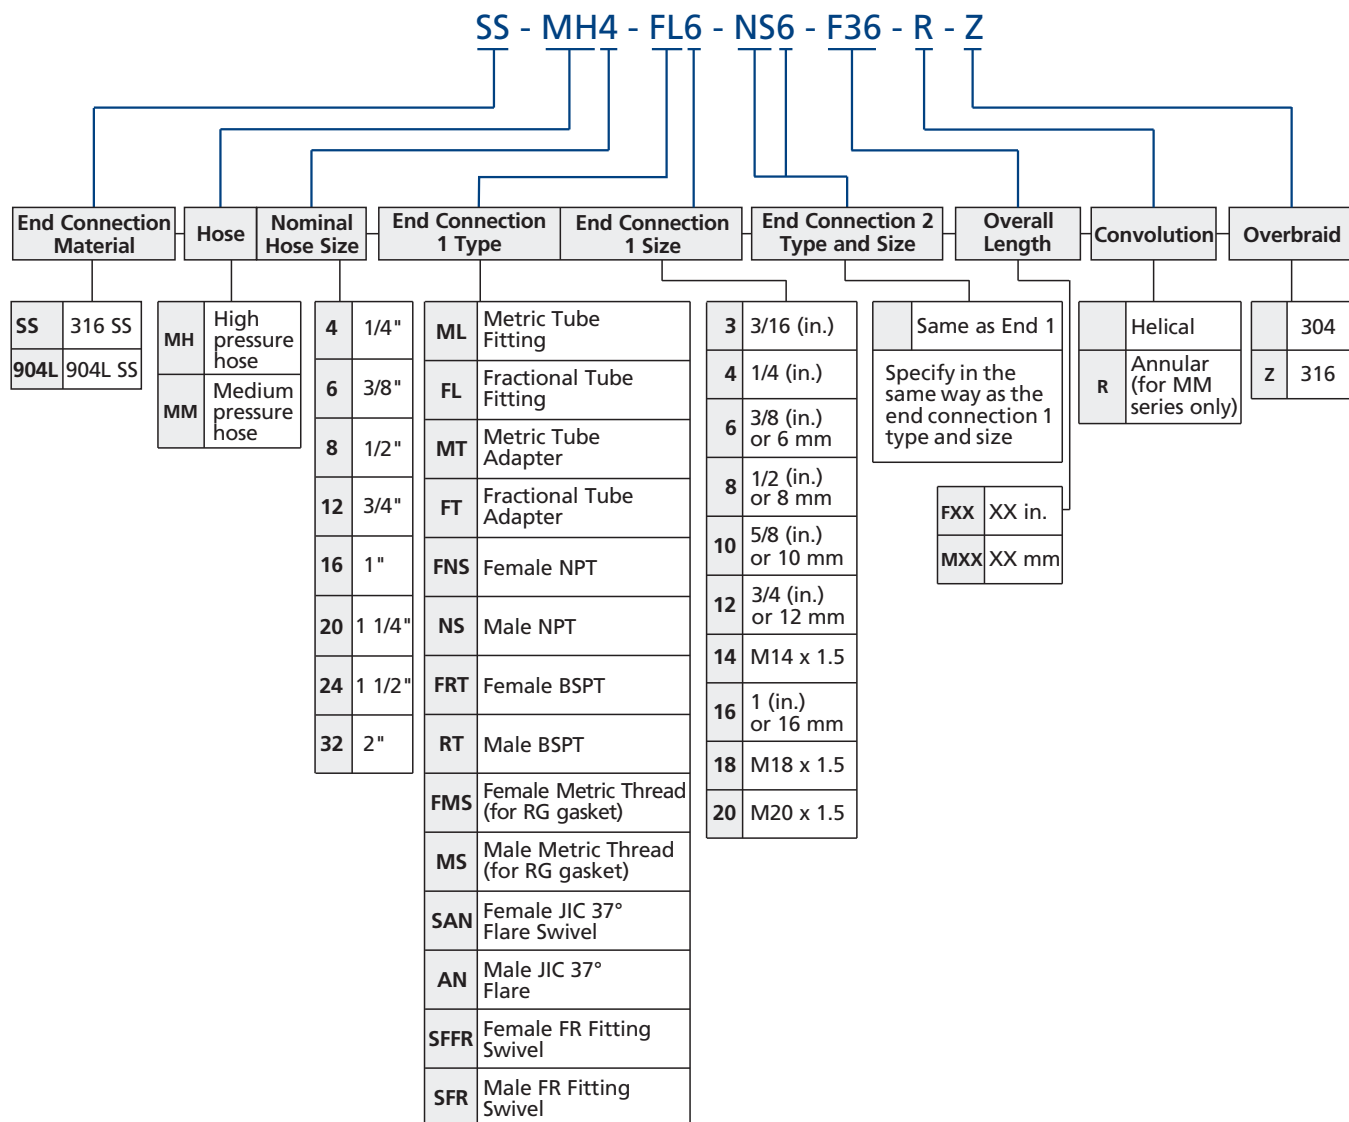 SS - MH4 - FL6 - NS6 - F36 - R - Z
End Connection
Material
Hose
Nominal
Hose Size
End Connection
1 Type
End Connection
1 Size
End Connection 2
Type and Size
Overall
Length
Convolution
Overbraid
SS 316 SS
904L 904L SS
MH High
pressure
hose
MM Medium
pressure
hose
4 1/4"
6 3/8"
8 1/2"
12 3/4"
16 1"
20 1 1/4"
24 1 1/2"
32 2"
ML Metric Tube
Fitting
FL Fractional Tube
Fitting
MT Metric Tube
Adapter
FT Fractional Tube
Adapter
FNS Female NPT
NS Male NPT
FRT Female BSPT
RT Male BSPT
FMS Female Metric Thread
(for RG gasket)
MS Male Metric Thread
(for RG gasket)
SAN Female JIC 37°
Flare Swivel
AN Male JIC 37°
Flare
SFFR Female FR Fitting
Swivel
SFR Male FR Fitting
Swivel
3 3/16 (in.)
4 1/4 (in.)
6 3/8 (in.)
or 6 mm
8 1/2 (in.)
or 8 mm
10 5/8 (in.)
or 10 mm
12 3/4 (in.)
or 12 mm
14 M14 x 1.5
16 1 (in.)
or 16 mm
18 M18 x 1.5
20 M20 x 1.5
Same as End 1
Specify in the
same way as the
end connection 1
type and size
FXX XX in.
MXX XX mm
Helical
R Annular
(for MM
series only)
304
Z 316